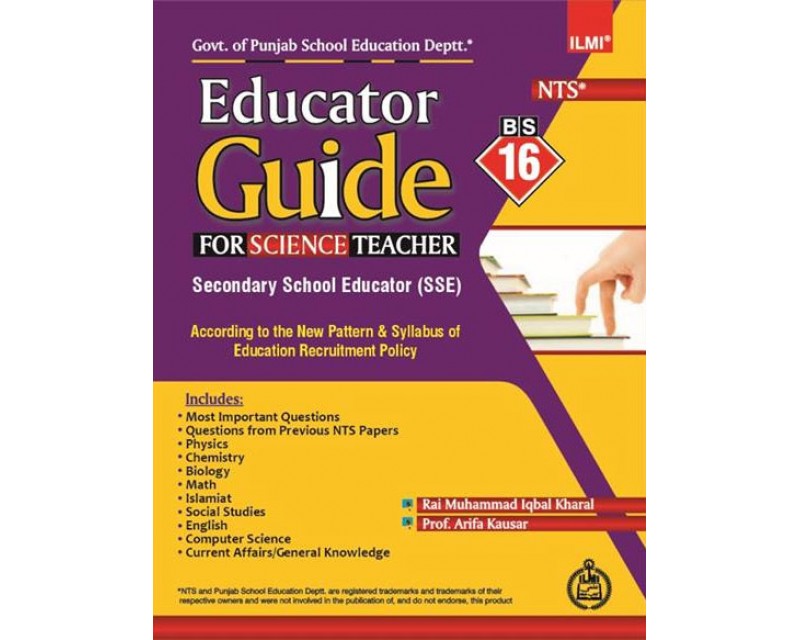 Govt. of Punjab School Education Deptt.*
ILMI®
NTS*
Educator
BS
16
Guide
FOR SCIENCE TEACHER
Secondary School Educator (SSE)
According to the New Pattern & Syllabus of
Education Recruitment Policy
Includes:
• Most Important Questions
• Questions from Previous NTS Papers
• Physics
• Chemistry
• Biology
• Math
• Islamiat
• Social Studies
• English
• Computer Science
• Current Affairs/General Knowledge
Rai Muhammad Iqbal Kharal
Prof. Arifa Kausar
ILMI
*NTS and Punjab School Education Deptt. are registered trademarks and trademarks of their
respective owners and were not involved in the publication of, and do not endorse, this product